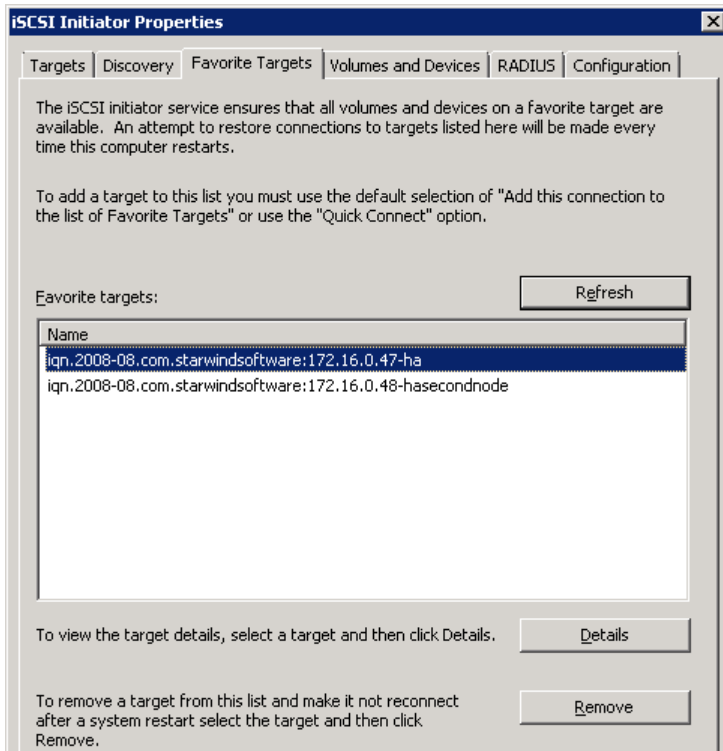 iSCSI Initiator Properties
Targets Discovery Favorite Targets Volumes and Devices RADIUS Configuration
The iSCSI initiator service ensures that all volumes and devices on a favorite target are
available. An attempt to restore connections to targets listed here will be made every
time this computer restarts.
To add a target to this list you must use the default selection of "Add this connection to
the list of Favorite Targets" or use the "Quick Connect" option.
Favorite targets:
Refresh
Name
iqn.2008-08.com.starwindsoftware:172.16.0.47-ha
iqn.2008-08.com.starwindsoftware:172.16.0.48-hasecondnode
To view the target details, select a target and then click Details.
Details
To remove a target from this list and make it not reconnect
after a system restart select the target and then click
Remove.
Remove